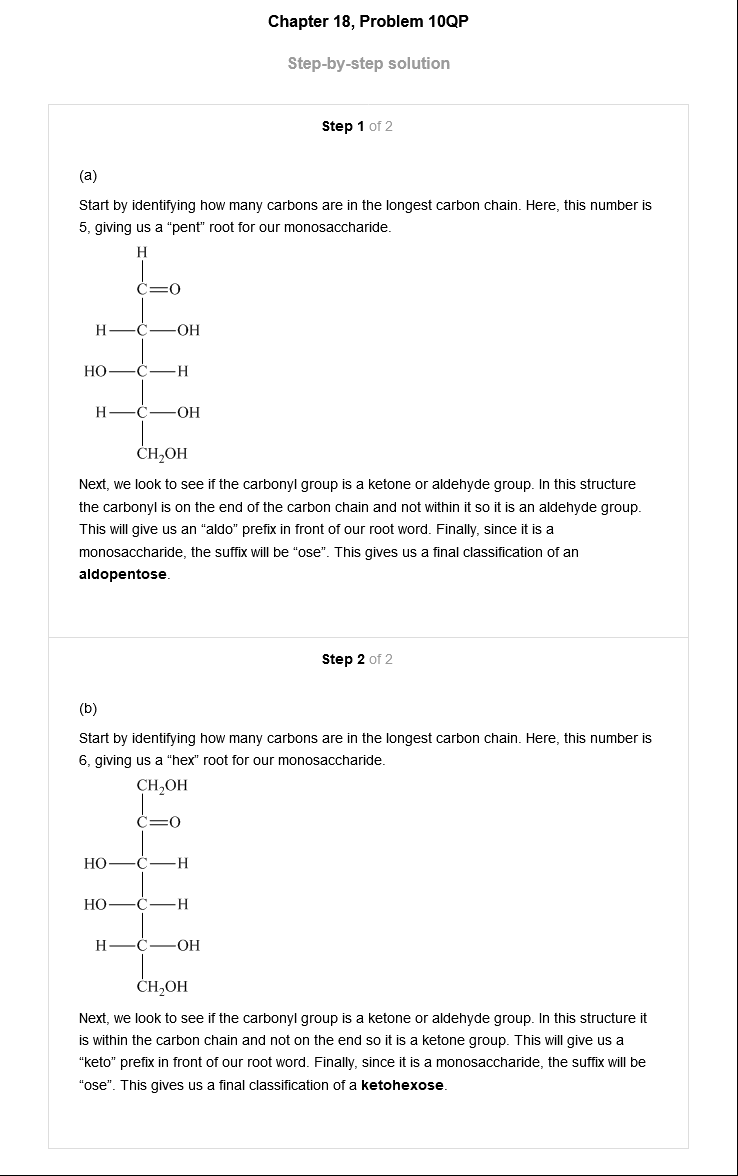 Chapter 18, Problem 10QP
Step-by-step solution
Step 1 of 2
(a)
Start by identifying how many carbons are in the longest carbon chain. Here, this number is
5, giving us a “pent” root for our monosaccharide.
H
C=O
H—C—OH
HO—C—H
H—C—OH
CH₂OH
Next, we look to see if the carbonyl group is a ketone or aldehyde group. In this structure
the carbonyl is on the end of the carbon chain and not within it so it is an aldehyde group.
This will give us an “aldo” prefix in front of our root word. Finally, since it is a
monosaccharide, the suffix will be “ose”. This gives us a final classification of an
aldopentose.
Step 2 of 2
(b)
Start by identifying how many carbons are in the longest carbon chain. Here, this number is
6, giving us a “hex” root for our monosaccharide.
CH₂OH
C=O
HO—C—H
HO—C—H
H—C—OH
CH₂OH
Next, we look to see if the carbonyl group is a ketone or aldehyde group. In this structure it
is within the carbon chain and not on the end so it is a ketone group. This will give us a
“keto” prefix in front of our root word. Finally, since it is a monosaccharide, the suffix will be
“ose”. This gives us a final classification of a ketohexose.